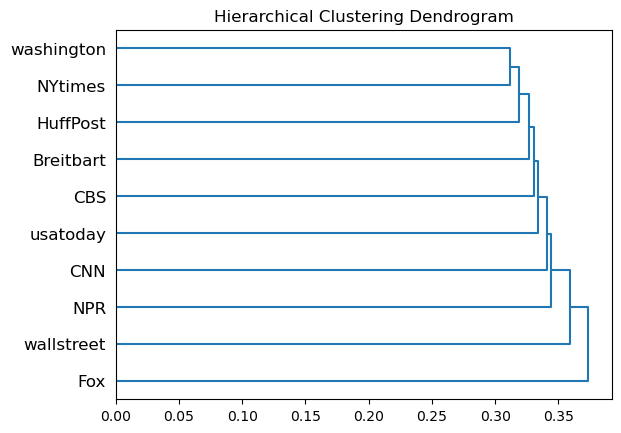 Hierarchical Clustering Dendrogram
washington
NYtimes
HuffPost
Breitbart
CBS
usatoday
CNN
NPR
wallstreet
Fox
0.00 0.05 0.10 0.15 0.20 0.25 0.30 0.35